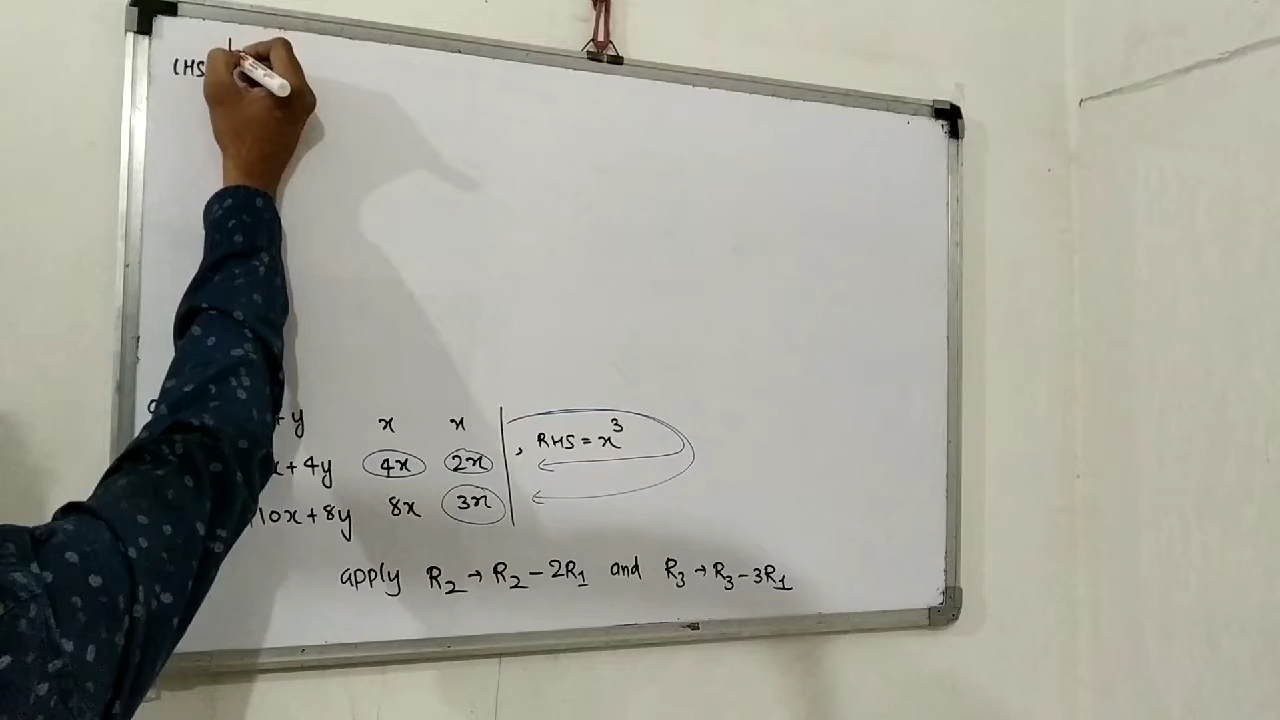 LHS
+ y x x
, RHS = x³
x + 4y 4x 2x
10x + 8y 8x 3x
apply R₂ → R₂ - 2R₁ and R₃ → R₃ - 3R₁